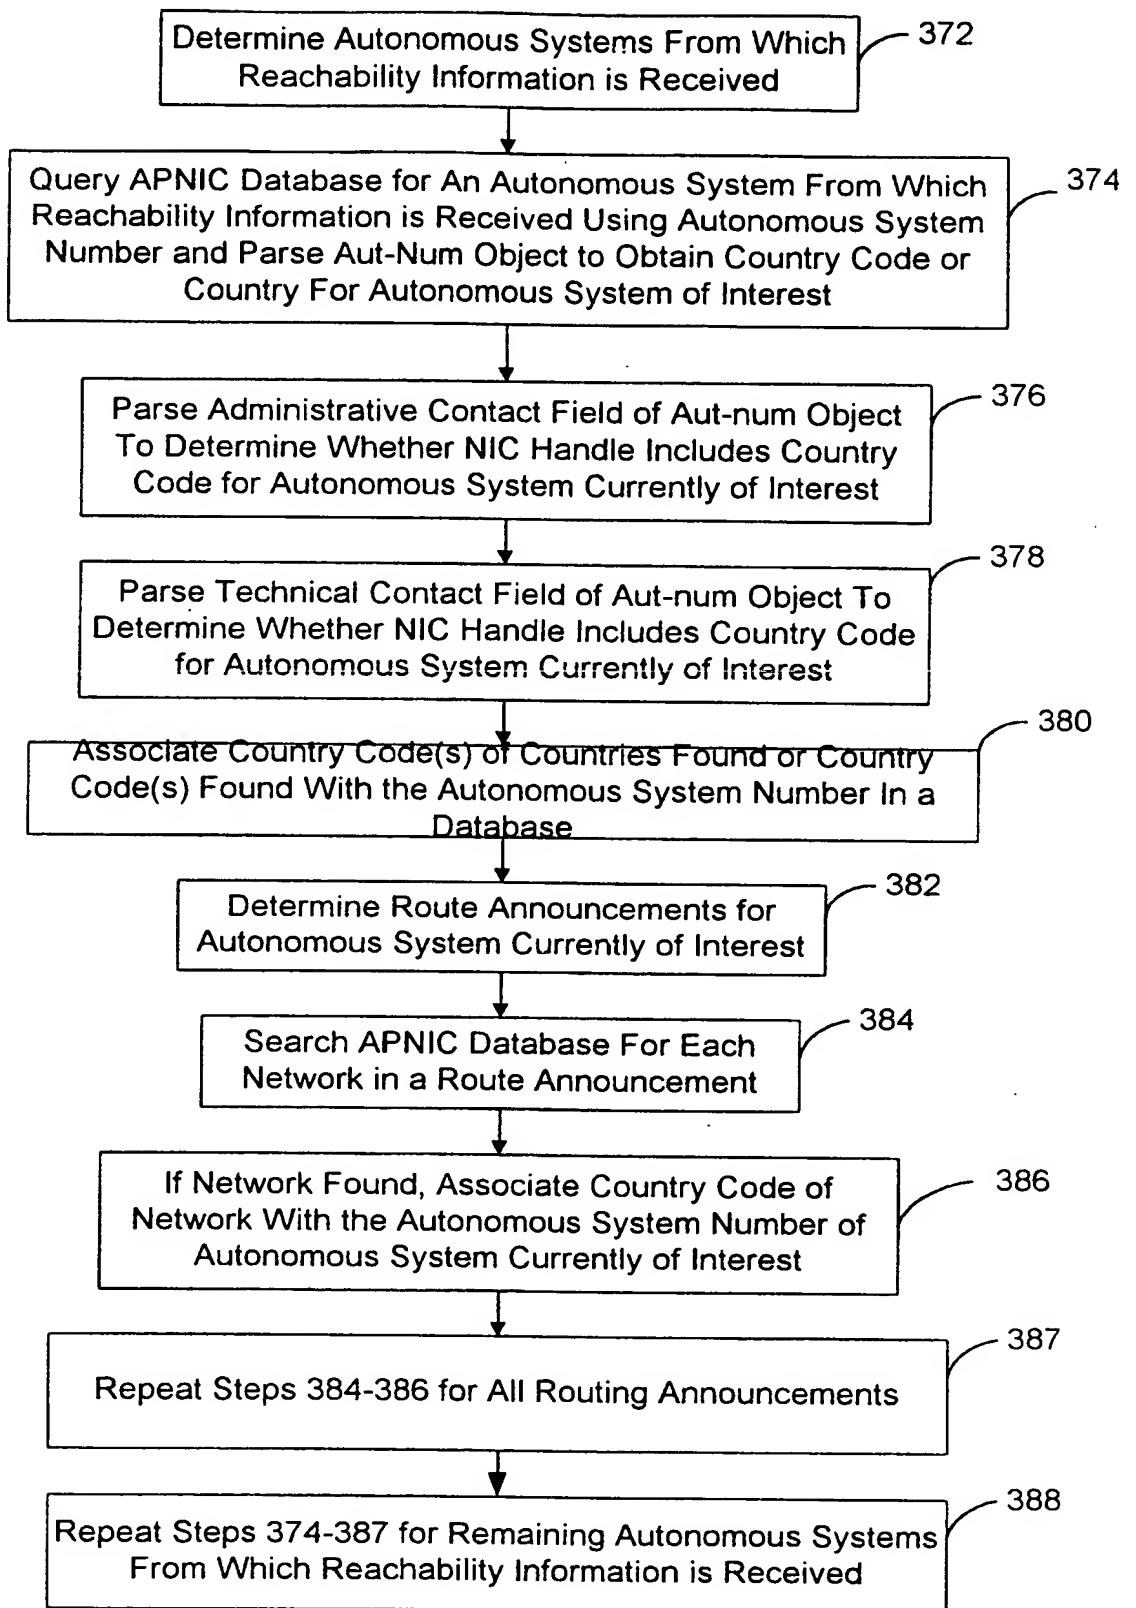 Determine Autonomous Systems From Which
Reachability Information is Received
372
Query APNIC Database for An Autonomous System From Which
Reachability Information is Received Using Autonomous System
Number and Parse Aut-Num Object to Obtain Country Code or
Country For Autonomous System of Interest
374
Parse Administrative Contact Field of Aut-num Object
To Determine Whether NIC Handle Includes Country
Code for Autonomous System Currently of Interest
376
Parse Technical Contact Field of Aut-num Object To
Determine Whether NIC Handle Includes Country Code
for Autonomous System Currently of Interest
378
Associate Country Code(s) of Countries Found or Country
Code(s) Found With the Autonomous System Number In a
Database
380
Determine Route Announcements for
Autonomous System Currently of Interest
382
Search APNIC Database For Each
Network in a Route Announcement
384
If Network Found, Associate Country Code of
Network With the Autonomous System Number of
Autonomous System Currently of Interest
386
Repeat Steps 384-386 for All Routing Announcements
387
Repeat Steps 374-387 for Remaining Autonomous Systems
From Which Reachability Information is Received
388